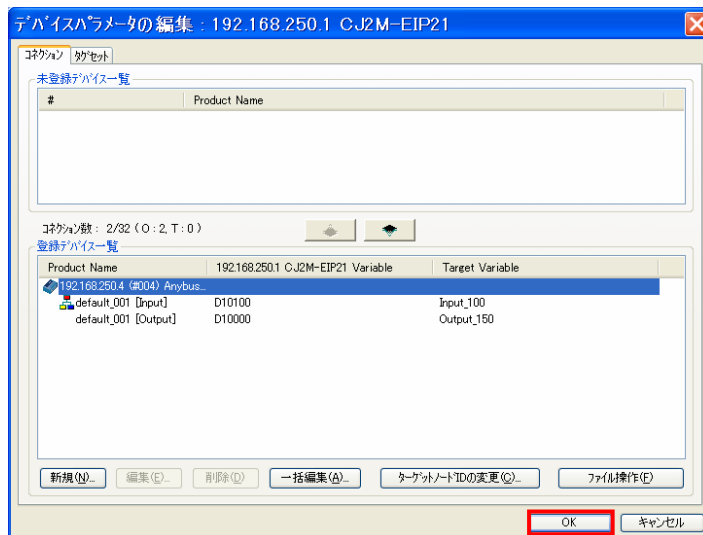 デバイスパラメータの編集 : 192.168.250.1 CJ2M-EIP21
コネクション タグセット
未登録デバイス一覧
# Product Name
コネクション数 : 2/32 ( O : 2, T : 0 )
登録デバイス一覧
Product Name 192.168.250.1 CJ2M-EIP21 Variable Target Variable
192.168.250.4 (#004) Anybus...
default_001 [Input] D10100 Input_100
default_001 [Output] D10000 Output_150
新規(N)... 編集(E)... 削除(D) 一括編集(A)... ターゲットノードIDの変更(C)... ファイル操作(F)
OK キャンセル